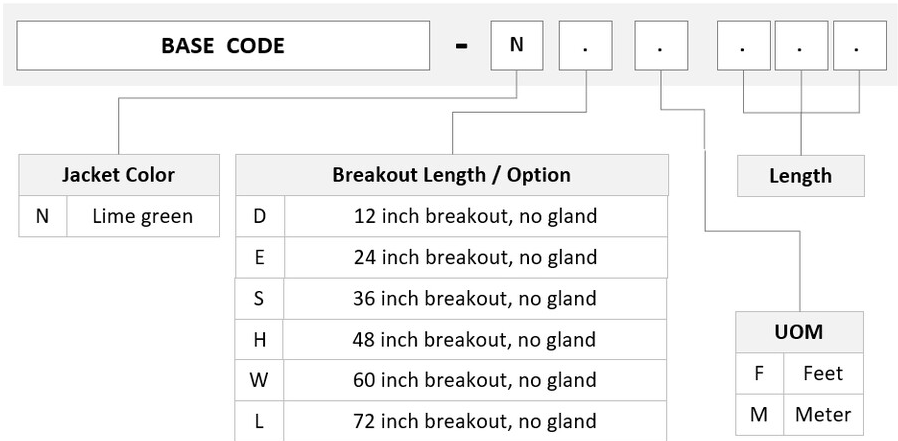 BASE CODE - N . . . . .
Jacket Color
N Lime green
Breakout Length / Option
D 12 inch breakout, no gland
E 24 inch breakout, no gland
S 36 inch breakout, no gland
H 48 inch breakout, no gland
W 60 inch breakout, no gland
L 72 inch breakout, no gland
Length
UOM
F Feet
M Meter